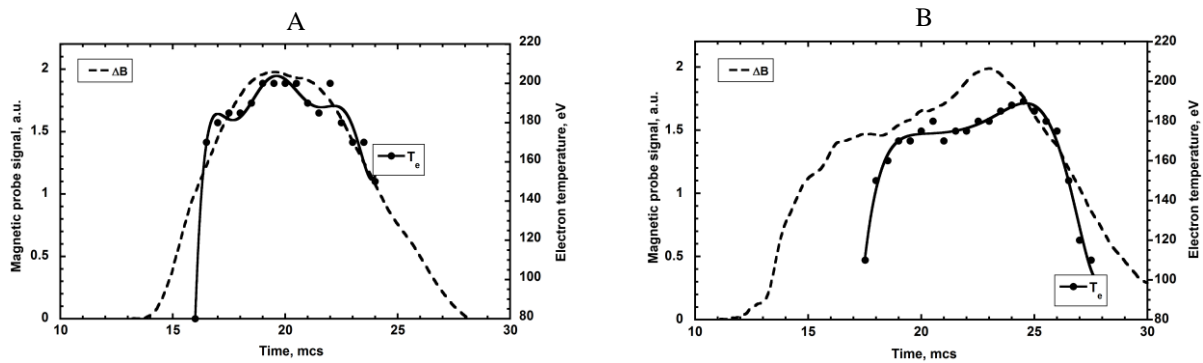 A
Magnetic probe signal, a.u.
2
1.5
1
0.5
0
ΔB
Te
220
200
180
160
140
120
100
80
Electron temperature, eV
10 15 20 25 30
Time, mcs
B
Magnetic probe signal, a.u.
2
1.5
1
0.5
0
ΔB
Te
220
200
180
160
140
120
100
80
Electron temperature, eV
10 15 20 25 30
Time, mcs